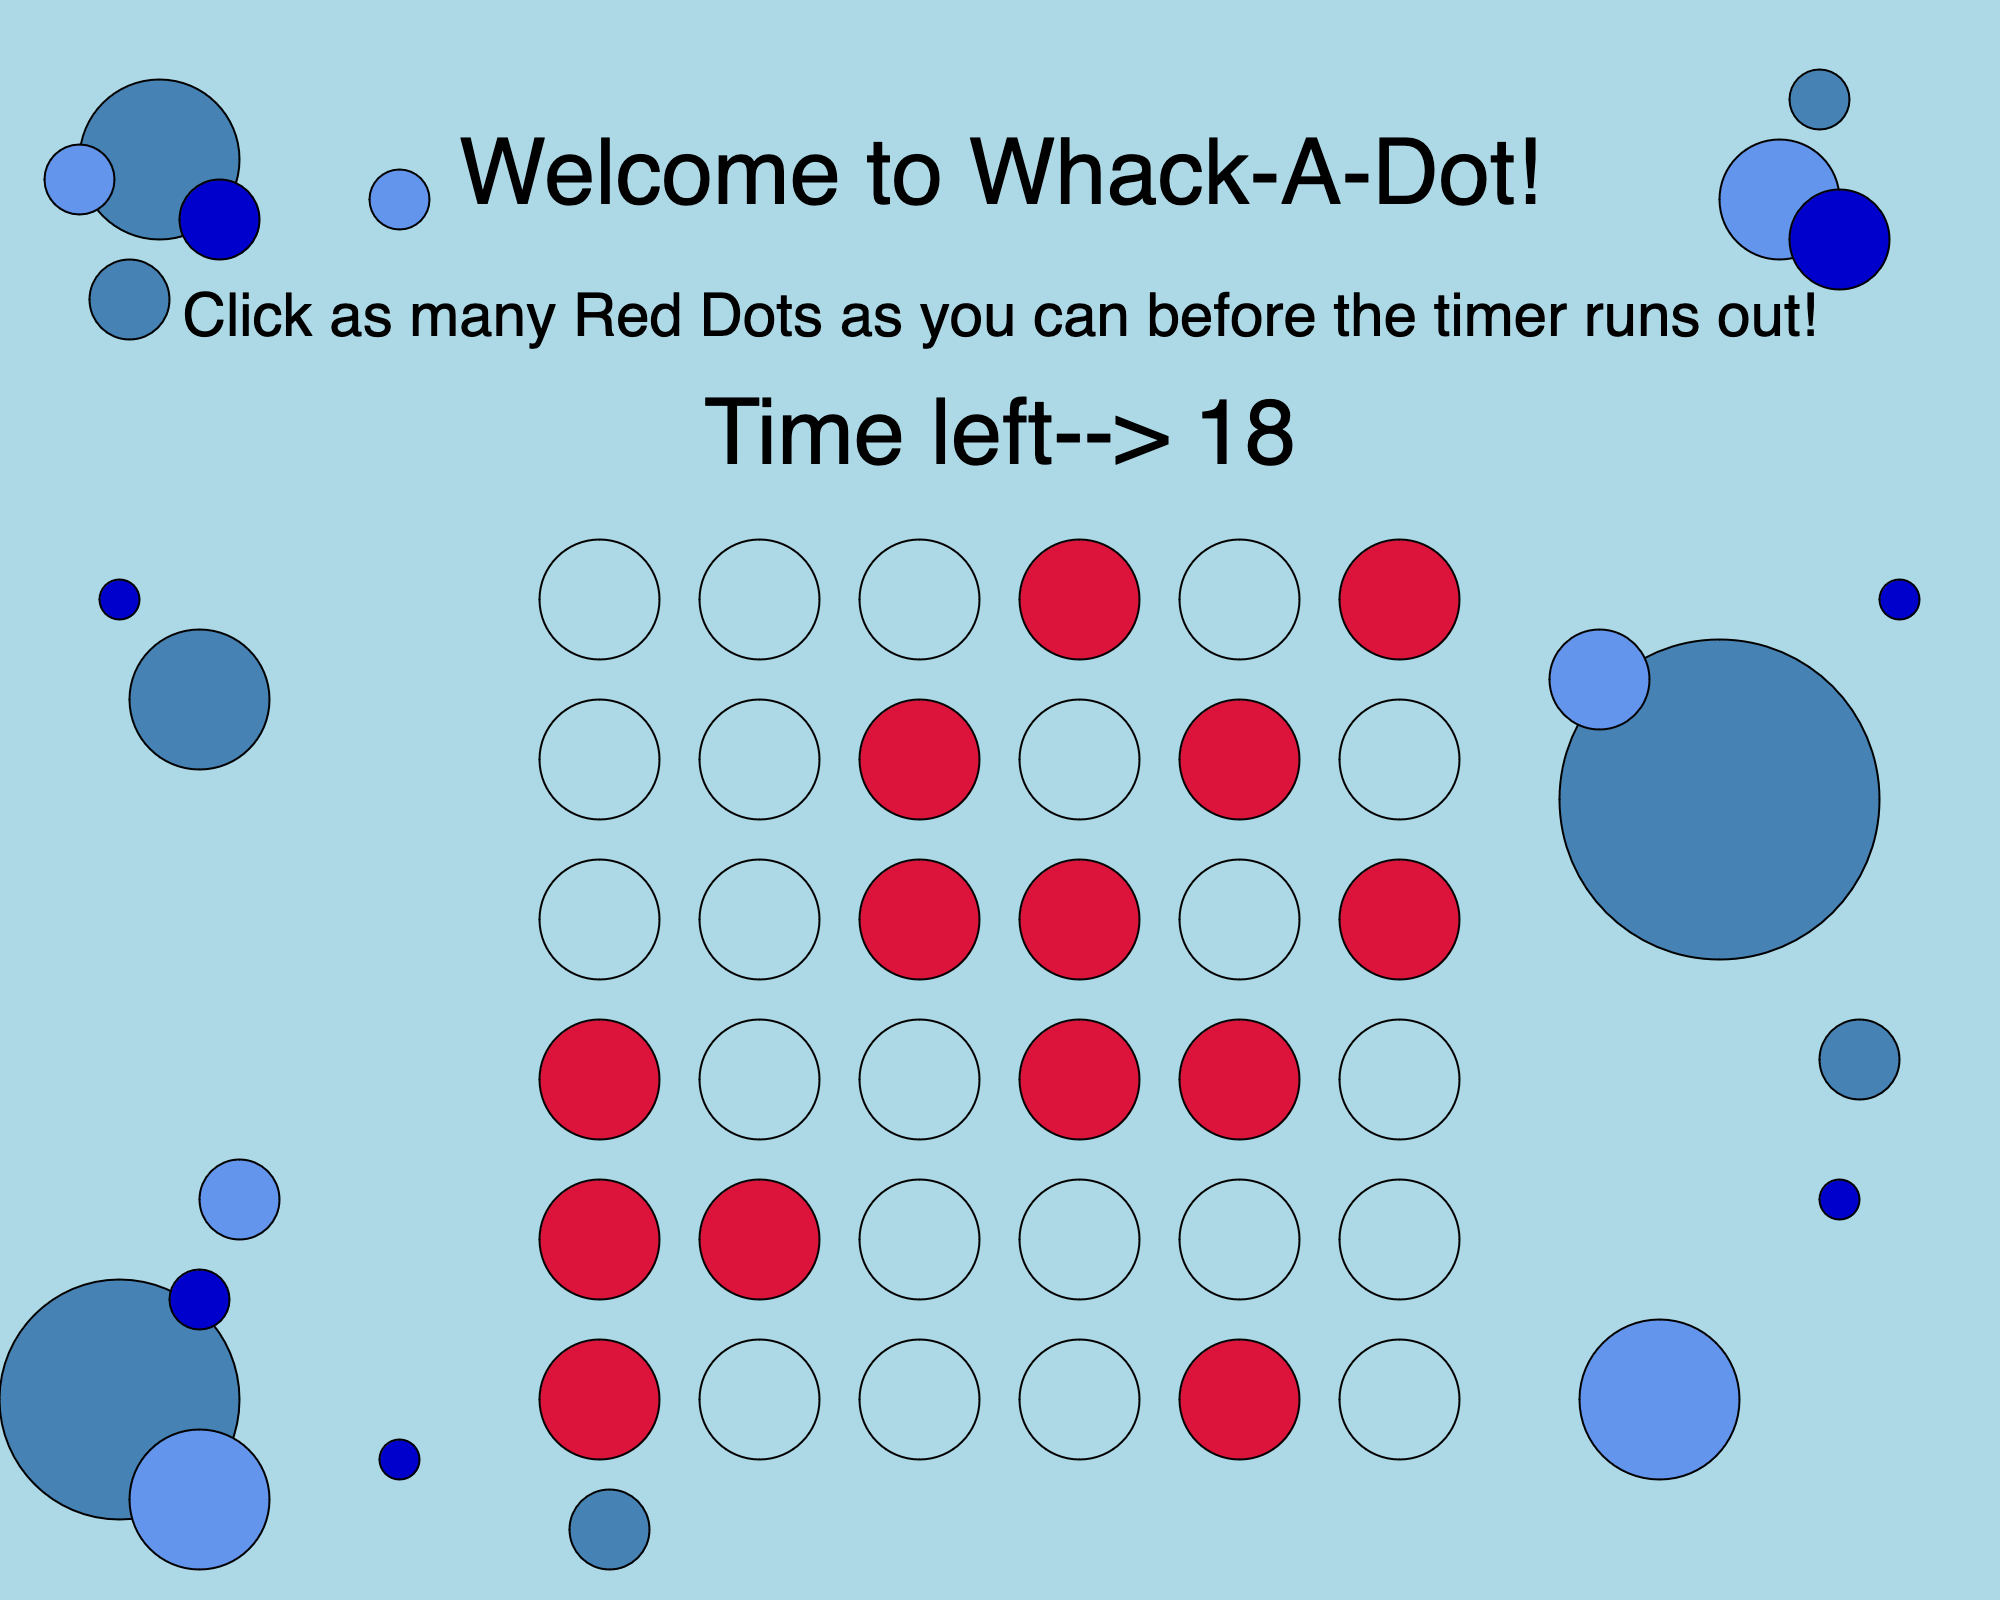 Welcome to Whack-A-Dot!
Click as many Red Dots as you can before the timer runs out!
Time left--> 18